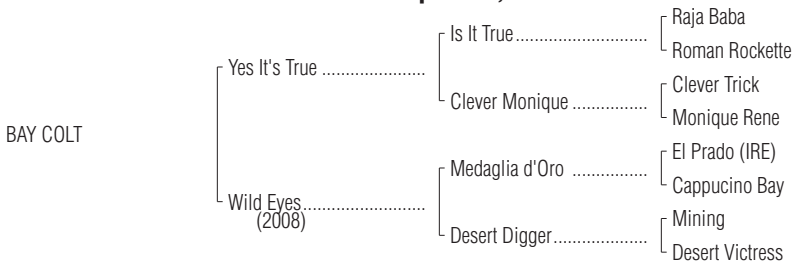 Raja Baba
Is It True
Roman Rockette
Yes It's True
Clever Trick
Clever Monique
Monique Rene
BAY COLT
El Prado (IRE)
Medaglia d'Oro
Cappucino Bay
Wild Eyes
(2008)
Mining
Desert Digger
Desert Victress